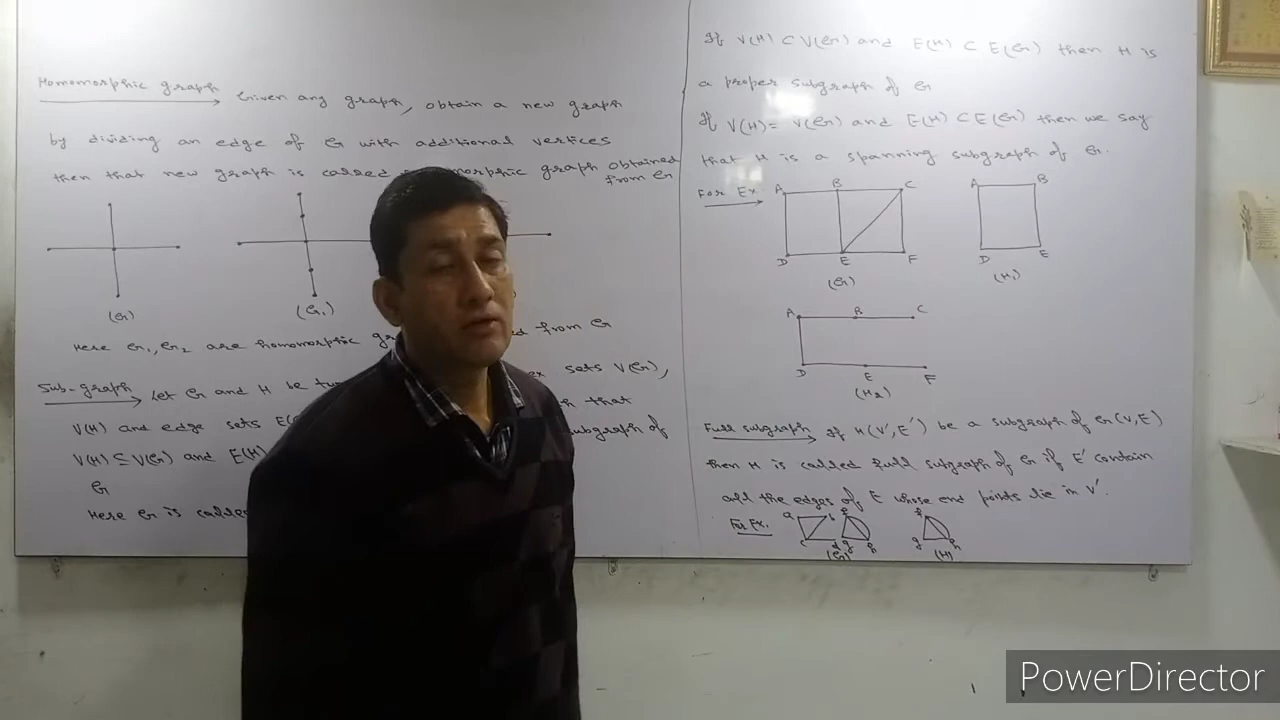 Homomorphic graph → Given any graph, obtain a new graph
by dividing an edge of G with additional vertices
then that new graph is called morphic graph obtained
from G
(G)
(G1)
Here G1, G2 are homomorphic from G
Sub-graph → Let G and H be sets V(G),
V(H) and edge sets that
V(H) ⊆ V(G) and E(H) subgraph of
G
Here G is called
If V(H) ⊂ V(G) and E(H) ⊂ E(G) then H is
a proper subgraph of G
If V(H) = V(G) and E(H) ⊂ E(G) then we say
that H is a spanning subgraph of G.
For Ex →
A B C
D E F
(G)
A B
D E
(H1)
A B C
D E F
(H2)
Full subgraph → If H(V', E') be a subgraph of G(V, E)
then H is called full subgraph of G if E' contain
all the edges of E whose end points lie in V'.
For Ex.
a b
c d g h
(G)
g h
(H)
PowerDirector